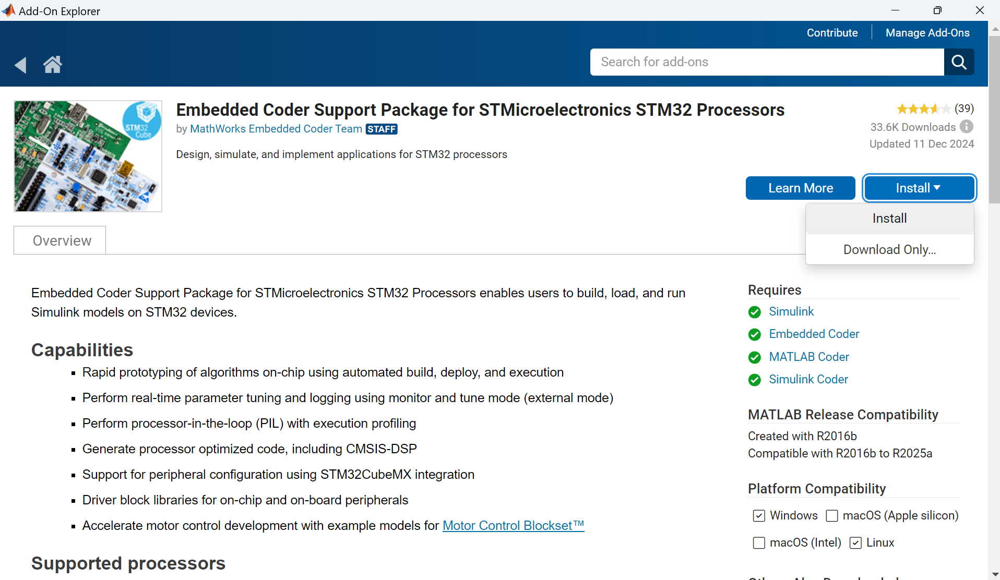 Add-On Explorer
Contribute
Manage Add-Ons
Search for add-ons
STM32
Cube
Embedded Coder Support Package for STMicroelectronics STM32 Processors
by MathWorks Embedded Coder Team STAFF
Design, simulate, and implement applications for STM32 processors
(39)
33.6K Downloads
Updated 11 Dec 2024
Learn More
Install
Install
Download Only...
Overview
Embedded Coder Support Package for STMicroelectronics STM32 Processors enables users to build, load, and run
Simulink models on STM32 devices.
Capabilities
Rapid prototyping of algorithms on-chip using automated build, deploy, and execution
Perform real-time parameter tuning and logging using monitor and tune mode (external mode)
Perform processor-in-the-loop (PIL) with execution profiling
Generate processor optimized code, including CMSIS-DSP
Support for peripheral configuration using STM32CubeMX integration
Driver block libraries for on-chip and on-board peripherals
Accelerate motor control development with example models for Motor Control Blockset™
Supported processors
Requires
Simulink
Embedded Coder
MATLAB Coder
Simulink Coder
MATLAB Release Compatibility
Created with R2016b
Compatible with R2016b to R2025a
Platform Compatibility
Windows
macOS (Apple silicon)
macOS (Intel)
Linux